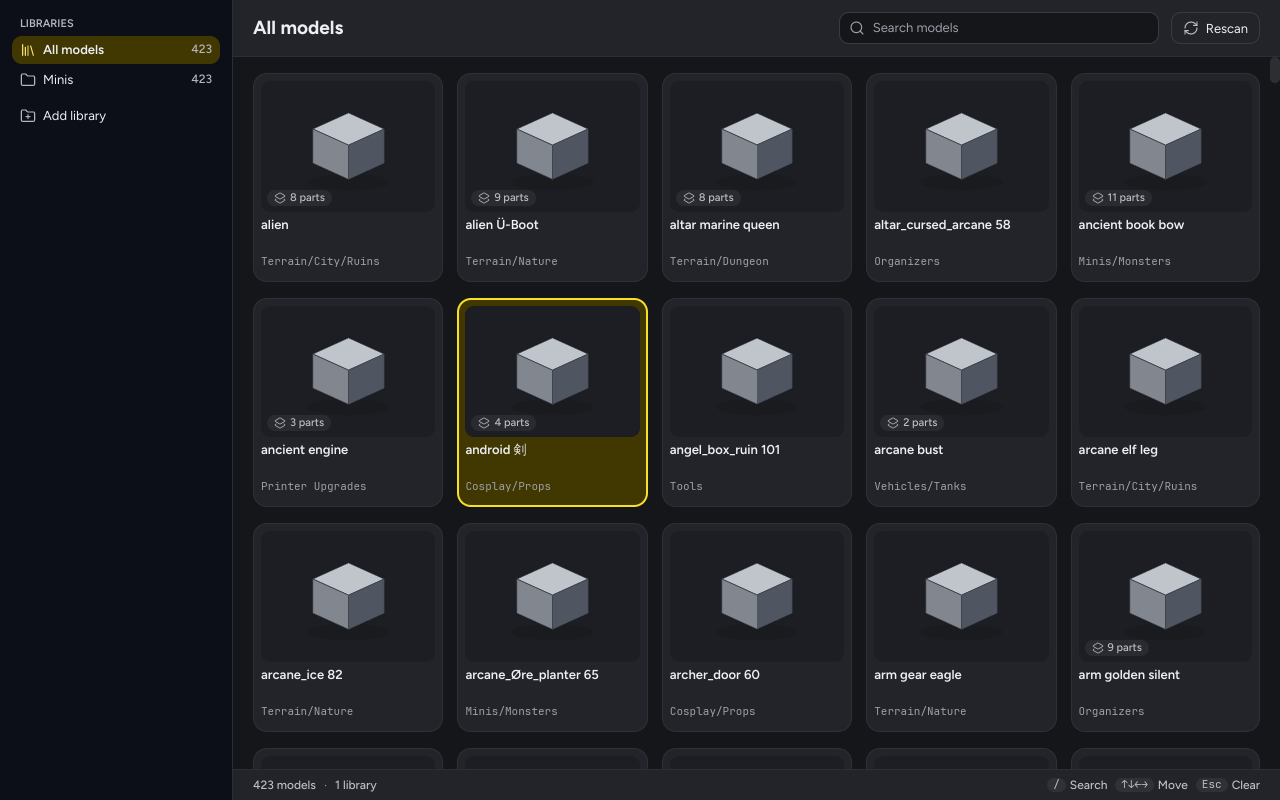 LIBRARIES
All models 423
Minis 423
Add library
All models
Search models
Rescan
8 parts
alien
Terrain/City/Ruins
9 parts
alien Ü-Boot
Terrain/Nature
8 parts
altar marine queen
Terrain/Dungeon
altar_cursed_arcane 58
Organizers
11 parts
ancient book bow
Minis/Monsters
3 parts
ancient engine
Printer Upgrades
4 parts
android 剣
Cosplay/Props
angel_box_ruin 101
Tools
2 parts
arcane bust
Vehicles/Tanks
arcane elf leg
Terrain/City/Ruins
arcane_ice 82
Terrain/Nature
arcane_Øre_planter 65
Minis/Monsters
archer_door 60
Cosplay/Props
arm gear eagle
Terrain/Nature
9 parts
arm golden silent
Organizers
423 models · 1 library
/ Search ↑↓←→ Move Esc Clear